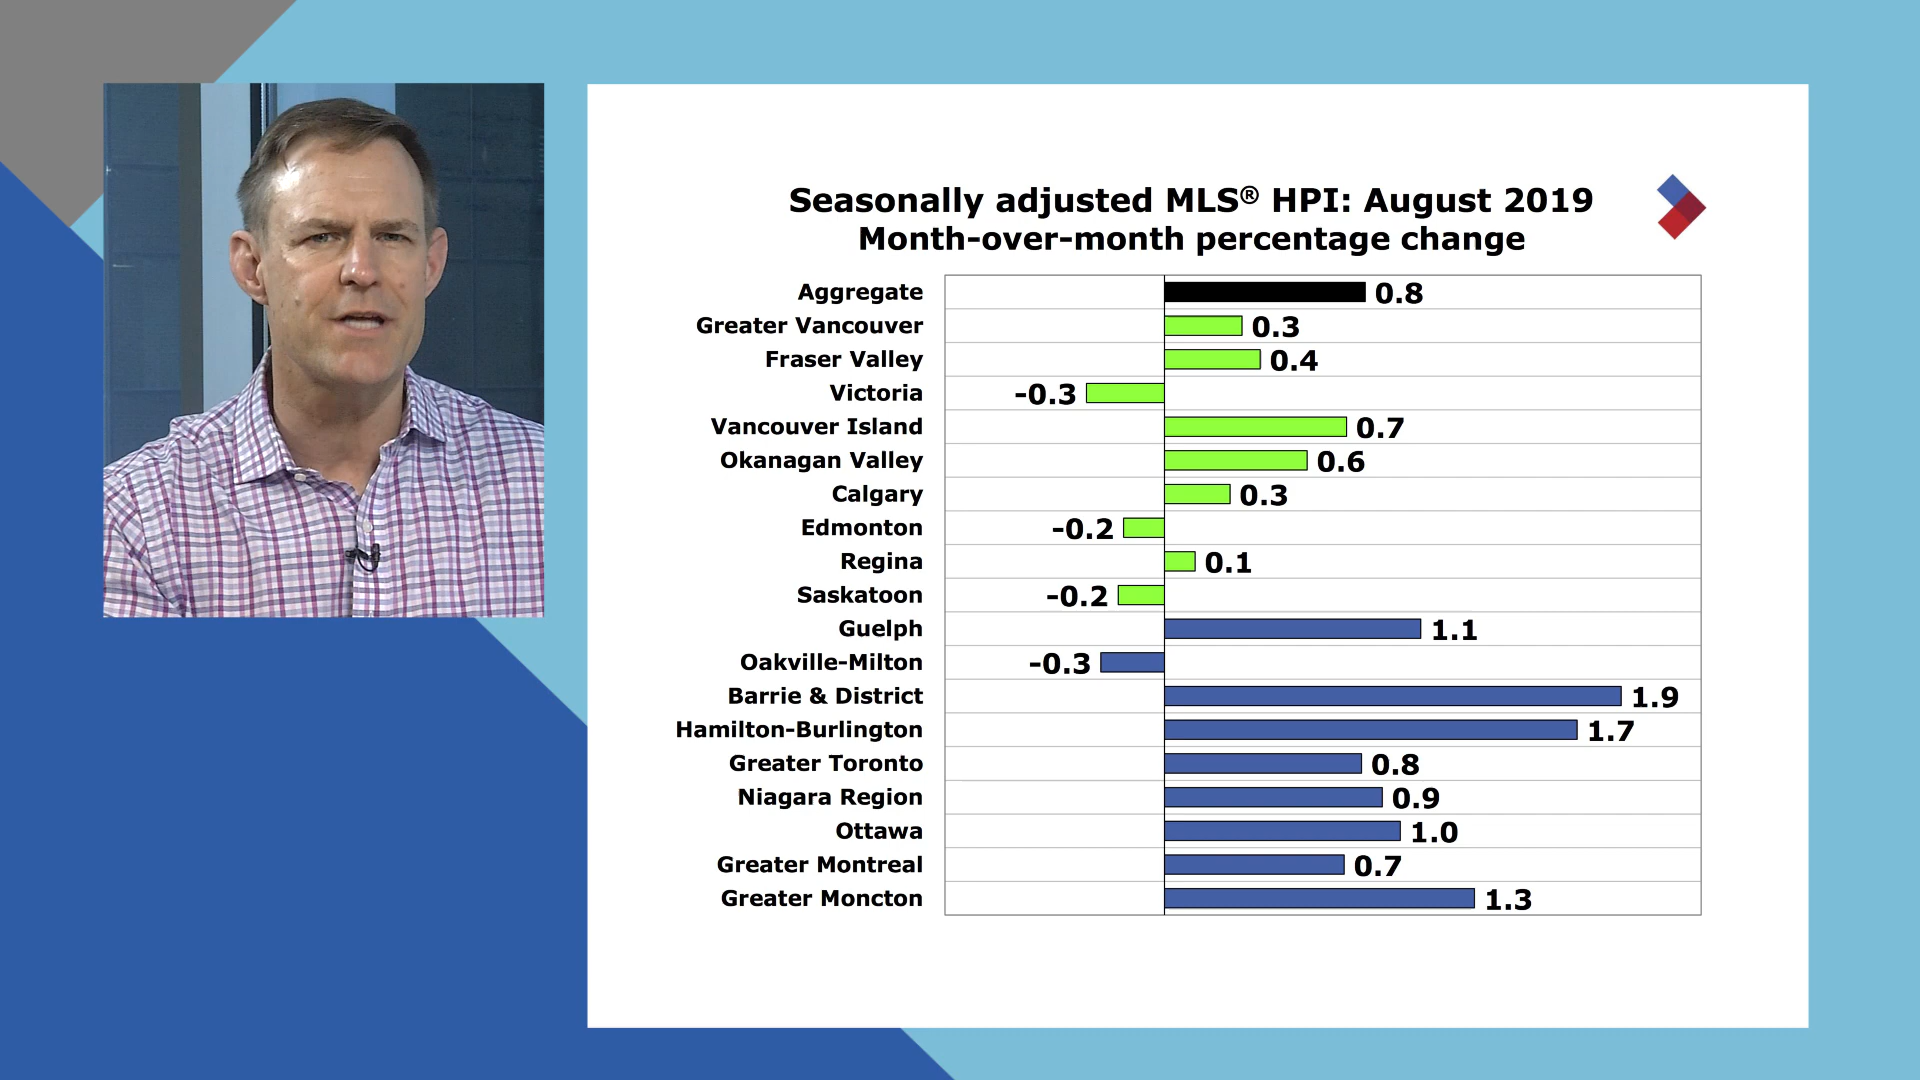 Seasonally adjusted MLS® HPI: August 2019
Month-over-month percentage change
Aggregate 0.8
Greater Vancouver 0.3
Fraser Valley 0.4
Victoria -0.3
Vancouver Island 0.7
Okanagan Valley 0.6
Calgary 0.3
Edmonton -0.2
Regina 0.1
Saskatoon -0.2
Guelph 1.1
Oakville-Milton -0.3
Barrie & District 1.9
Hamilton-Burlington 1.7
Greater Toronto 0.8
Niagara Region 0.9
Ottawa 1.0
Greater Montreal 0.7
Greater Moncton 1.3